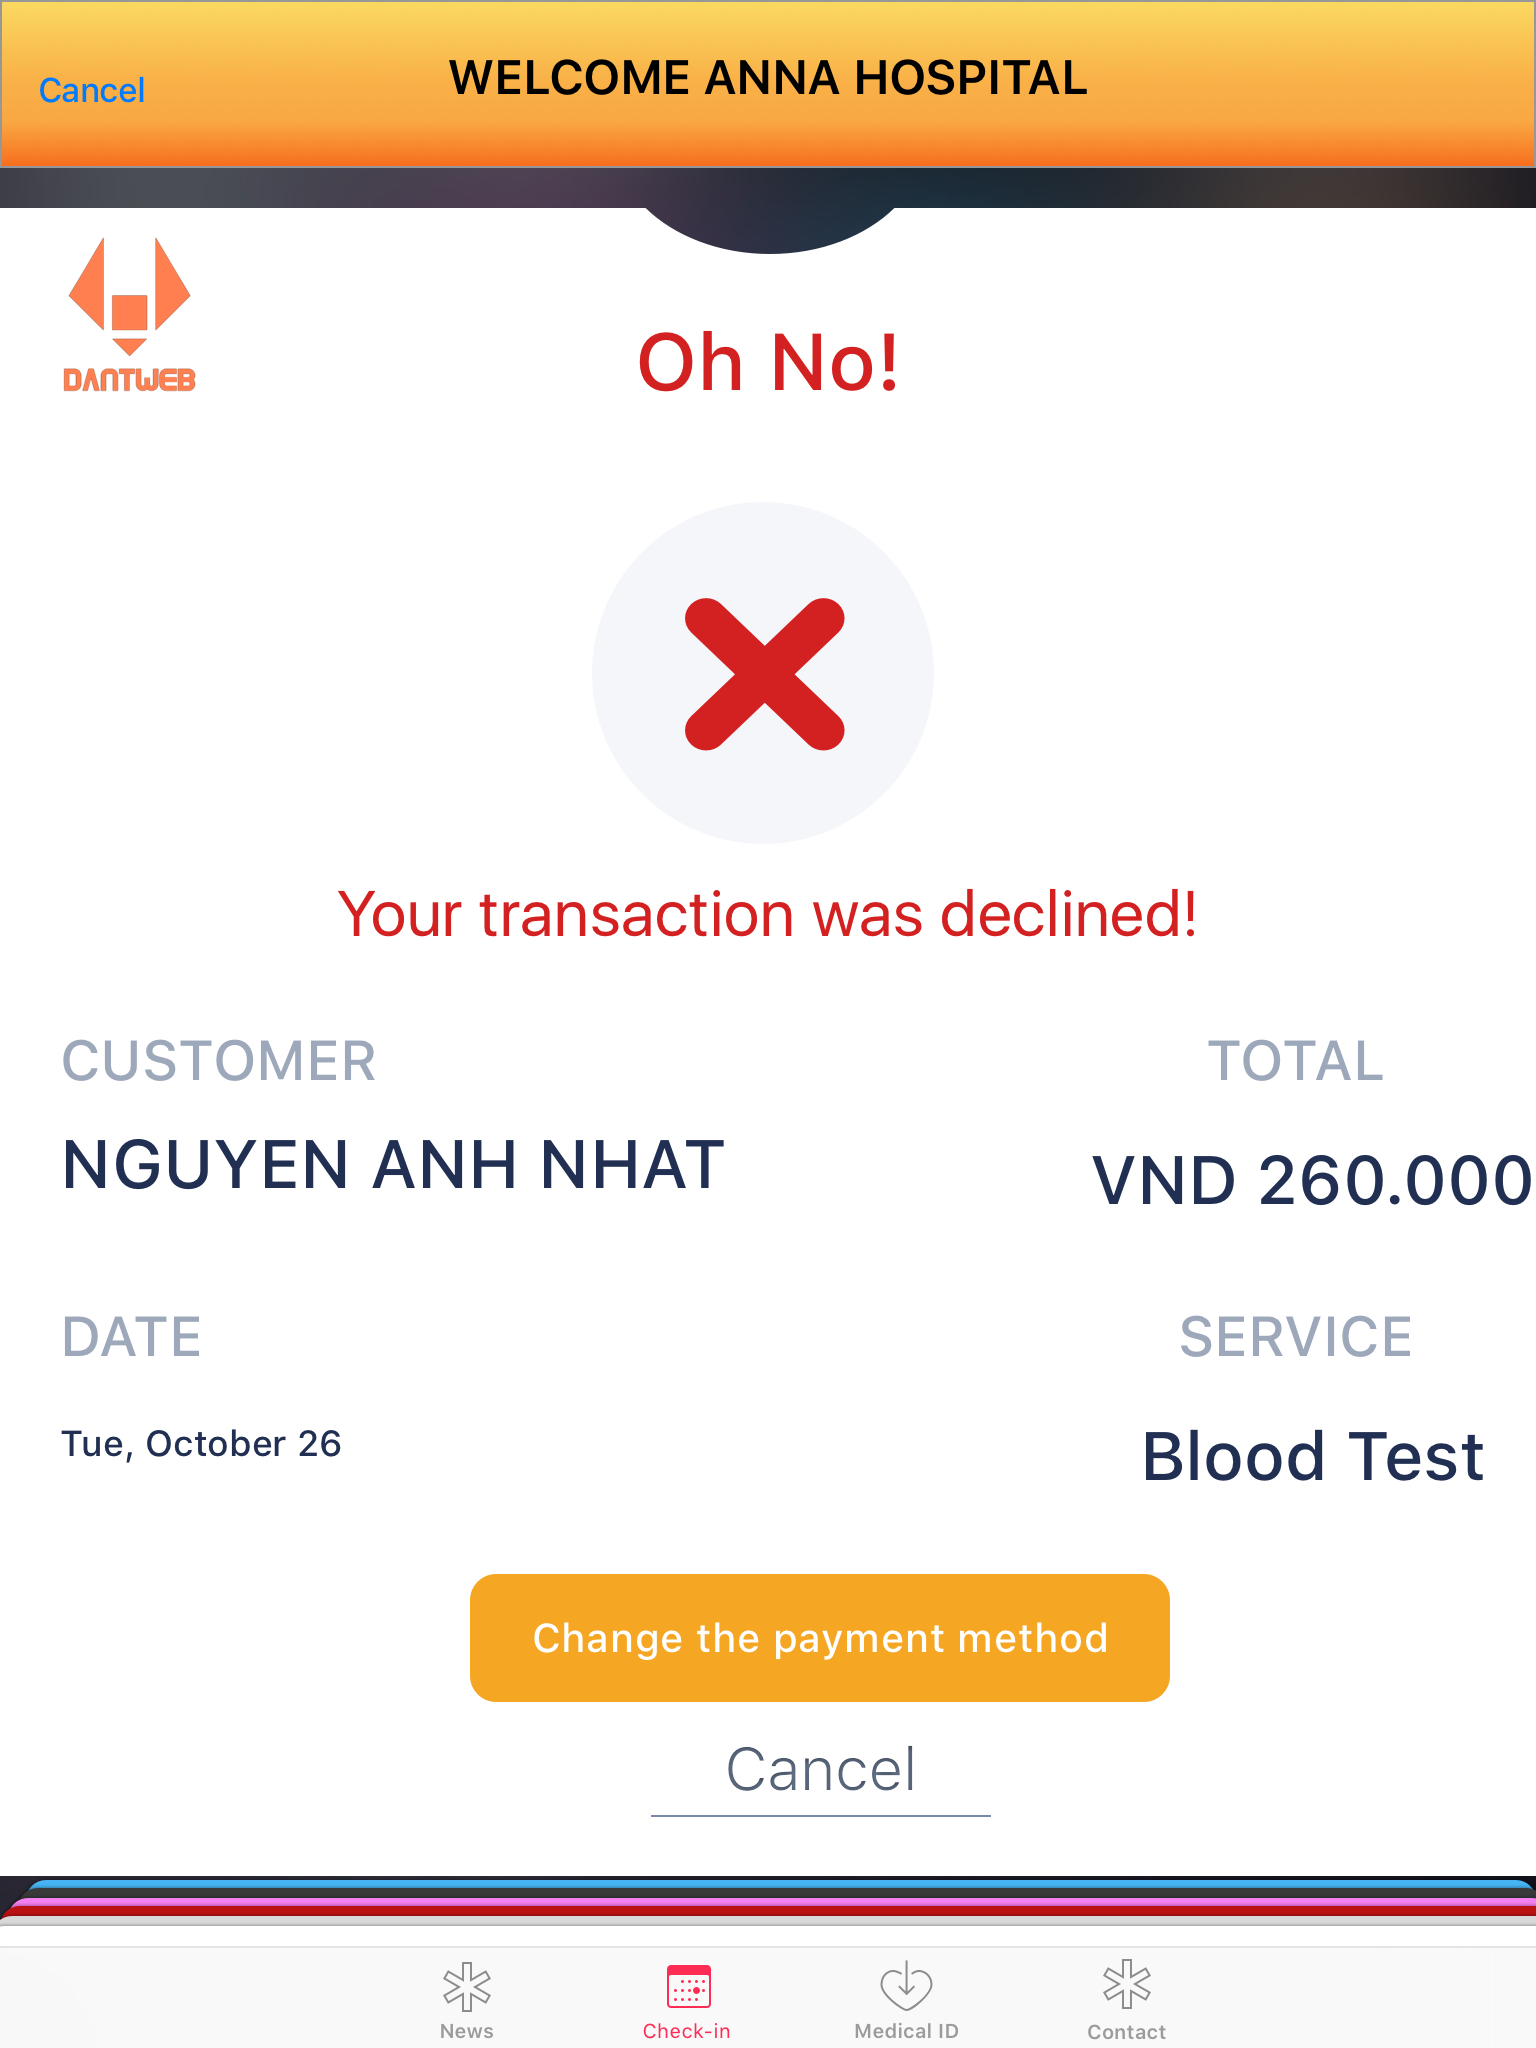 Cancel
WELCOME ANNA HOSPITAL
DANTWEB
Oh No!
Your transaction was declined!
CUSTOMER
TOTAL
NGUYEN ANH NHAT
VND 260.000
DATE
SERVICE
Tue, October 26
Blood Test
Change the payment method
Cancel
News
Check-in
Medical ID
Contact